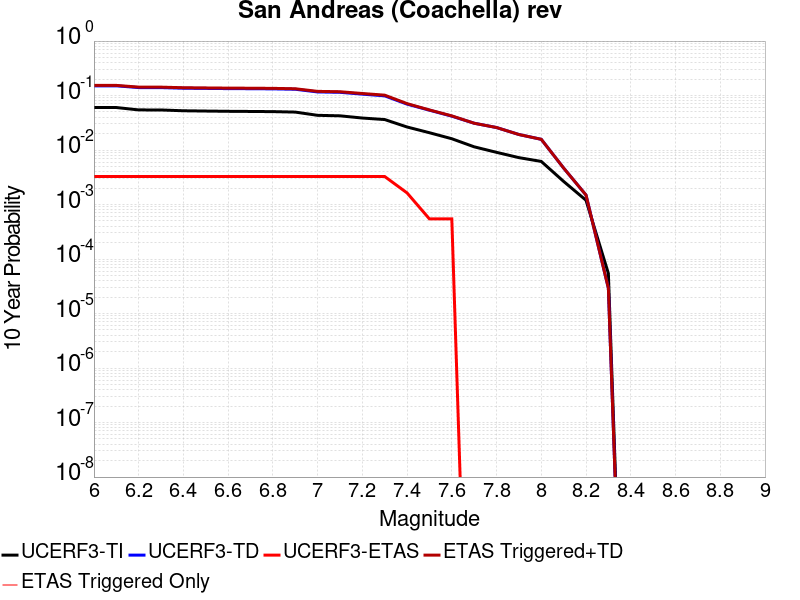 San Andreas (Coachella) rev
10^0
10^-1
10^-2
10^-3
10^-4
10^-5
10^-6
10^-7
10^-8
10 Year Probability
6 6.2 6.4 6.6 6.8 7 7.2 7.4 7.6 7.8 8 8.2 8.4 8.6 8.8 9
Magnitude
UCERF3-TI UCERF3-TD UCERF3-ETAS ETAS Triggered+TD
ETAS Triggered Only